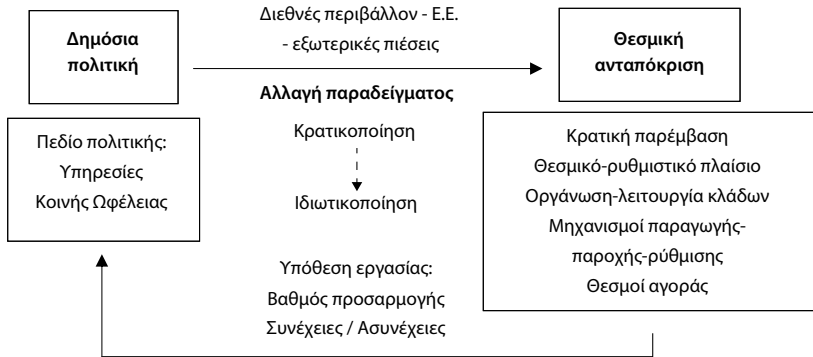 Δημόσια
πολιτική
Διεθνές περιβάλλον - Ε.Ε.
- εξωτερικές πιέσεις
Θεσμική
ανταπόκριση
Αλλαγή παραδείγματος
Κρατικοποίηση
Ιδιωτικοποίηση
Πεδίο πολιτικής:
Υπηρεσίες
Κοινής Ωφέλειας
Κρατική παρέμβαση
Θεσμικό-ρυθμιστικό πλαίσιο
Οργάνωση-λειτουργία κλάδων
Μηχανισμοί παραγωγής-
παροχής-ρύθμισης
Θεσμοί αγοράς
Υπόθεση εργασίας:
Βαθμός προσαρμογής
Συνέχειες / Ασυνέχειες